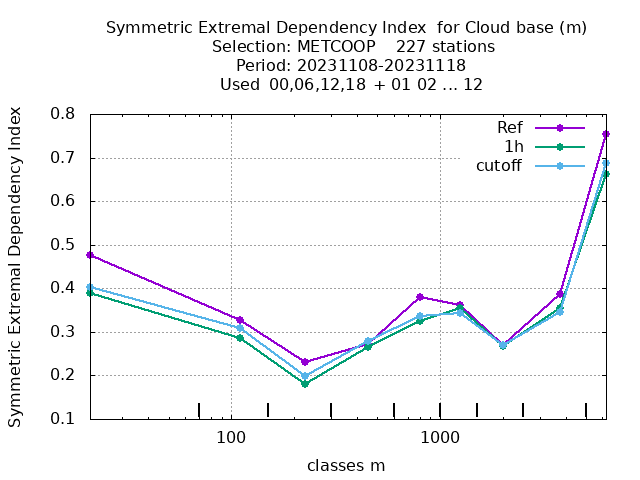 Symmetric Extremal Dependency Index for Cloud base (m)
Selection: METCOOP 227 stations
Period: 20231108-20231118
Used 00,06,12,18 + 01 02 ... 12
Symmetric Extremal Dependency Index
0.8
0.7
0.6
0.5
0.4
0.3
0.2
0.1
Ref
1h
cutoff
100 1000
classes m